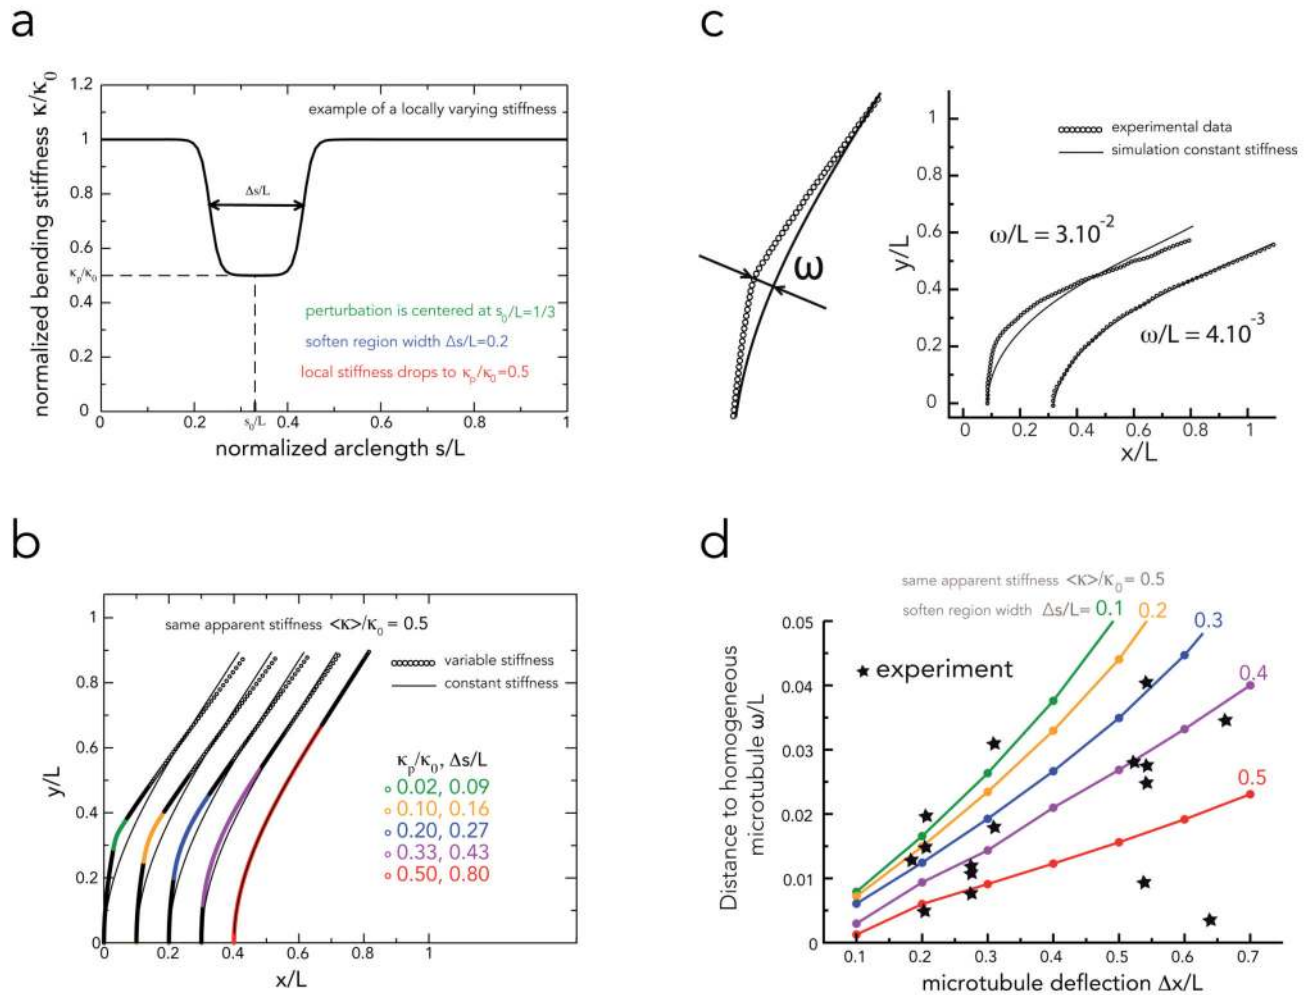 a
normalized bending stiffness κ/κ0
1.2
1
0.8
0.6
κp/κ0
0.4
0.2
0
example of a locally varying stiffness
Δs/L
perturbation is centered at s0/L=1/3
soften region width Δs/L=0.2
local stiffness drops to κp/κ0=0.5
0 0.2 s0/L 0.4 0.6 0.8 1
normalized arclength s/L
c
ω
y/L
1
0.8
0.6
0.4
0.2
0
experimental data
simulation constant stiffness
ω/L = 3.10-2
ω/L = 4.10-3
0 0.2 0.4 0.6 0.8 1
x/L
b
y/L
1
0.8
0.6
0.4
0.2
0
same apparent stiffness <κ>/κ0 = 0.5
variable stiffness
constant stiffness
κp/κ0, Δs/L
0.02, 0.09
0.10, 0.16
0.20, 0.27
0.33, 0.43
0.50, 0.80
0 0.2 0.4 0.6 0.8 1
x/L
d
same apparent stiffness <κ>/κ0 = 0.5
soften region width Δs/L= 0.1 0.2 0.3
0.4
0.5
Distance to homogeneous
microtubule ω/L
0.05
0.04
0.03
0.02
0.01
0
experiment
0.1 0.2 0.3 0.4 0.5 0.6 0.7
microtubule deflection Δx/L